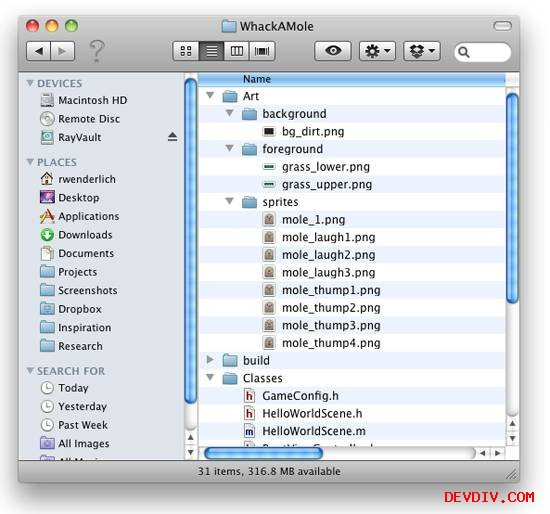 WhackAMole
Name
DEVICES
Macintosh HD
Remote Disc
RayVault
PLACES
rwenderlich
Desktop
Applications
Downloads
Documents
Projects
Screenshots
Dropbox
Inspiration
Research
SEARCH FOR
Today
Yesterday
Past Week
All Images
Art
background
bg_dirt.png
foreground
grass_lower.png
grass_upper.png
sprites
mole_1.png
mole_laugh1.png
mole_laugh2.png
mole_laugh3.png
mole_thump1.png
mole_thump2.png
mole_thump3.png
mole_thump4.png
build
Classes
h GameConfig.h
h HelloWorldScene.h
m HelloWorldScene.m
31 items, 316.8 MB available
DEVDIV.COM